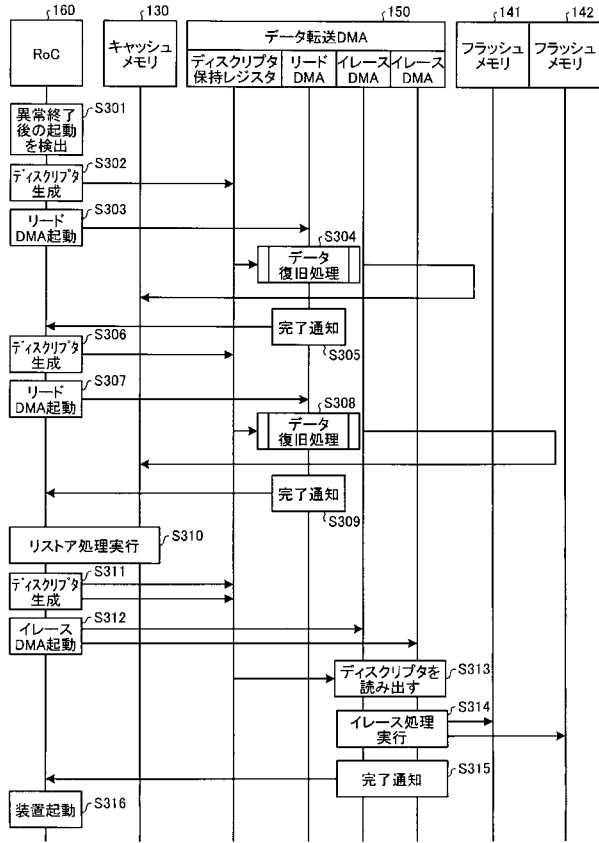 160
130
150
141
142
RoC
キャッシュ
メモリ
データ転送DMA
ディスクリプタ
保持レジスタ
リード
DMA
イレース
DMA
イレース
DMA
フラッシュ
メモリ
フラッシュ
メモリ
異常終了
後の起動
を検出
S301
ディスクリプタ
生成
S302
リード
DMA起動
S303
データ
復旧処理
S304
完了通知
S305
ディスクリプタ
生成
S306
リード
DMA起動
S307
データ
復旧処理
S308
完了通知
S309
リストア処理実行
S310
ディスクリプタ
生成
S311
イレース
DMA起動
S312
ディスクリプタを
読み出す
S313
イレース処理
実行
S314
完了通知
S315
装置起動
S316